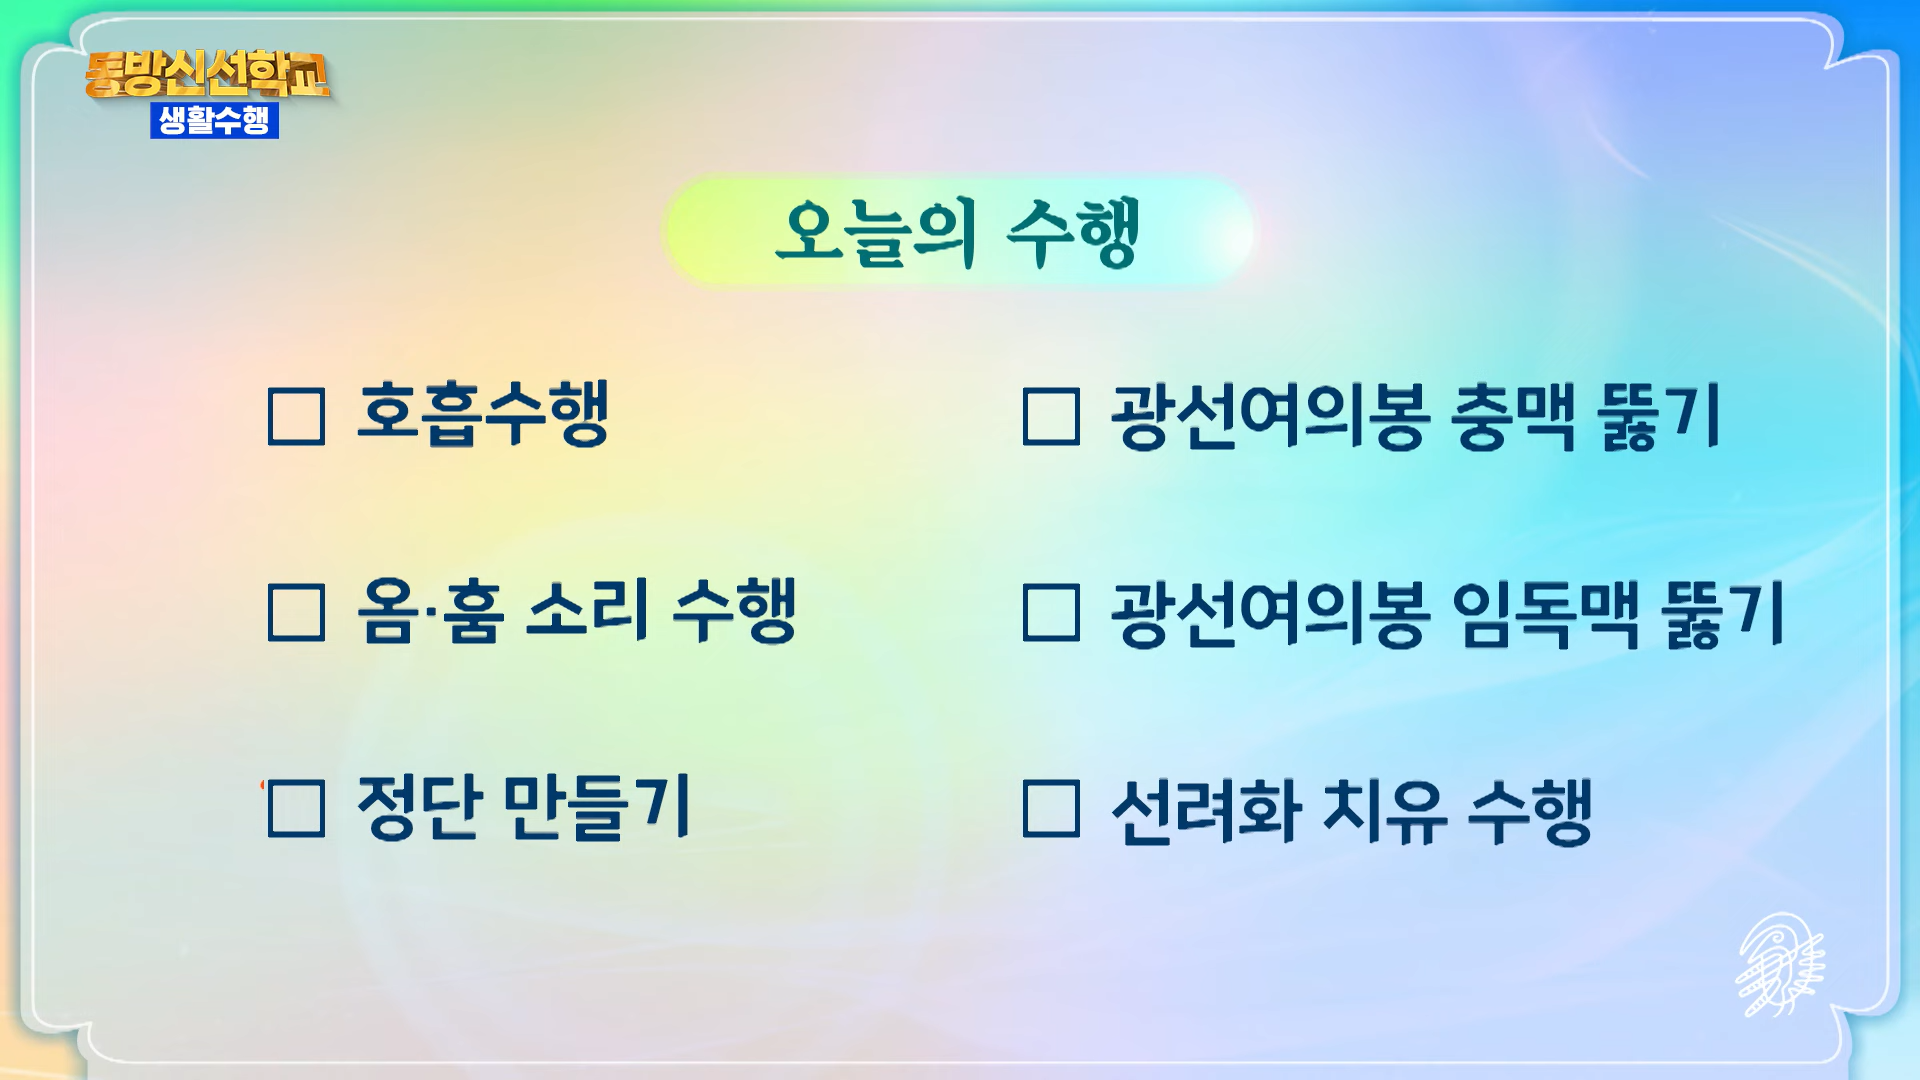 동방신선학교
생활수행
오늘의 수행
호흡수행
옴·훔 소리 수행
정단 만들기
광선여의봉 충맥 뚫기
광선여의봉 임독맥 뚫기
선려화 치유 수행